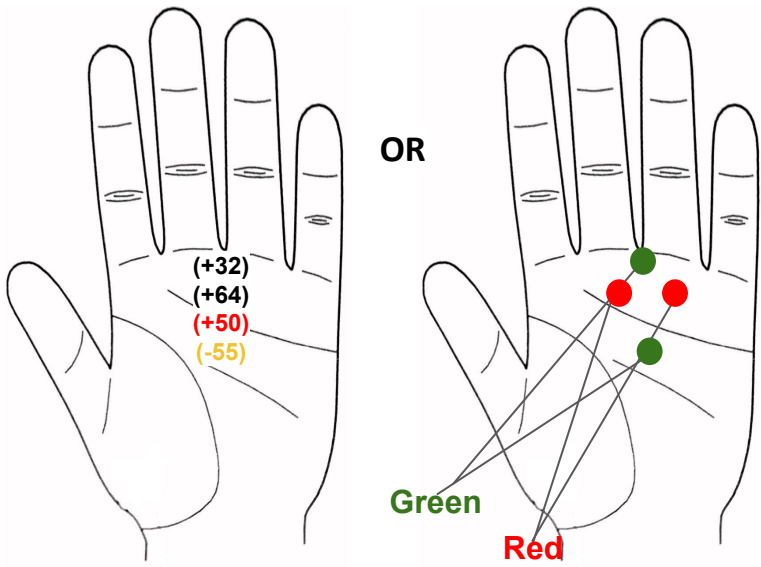 OR
(+32)
(+64)
(+50)
(-55)
Green
Red